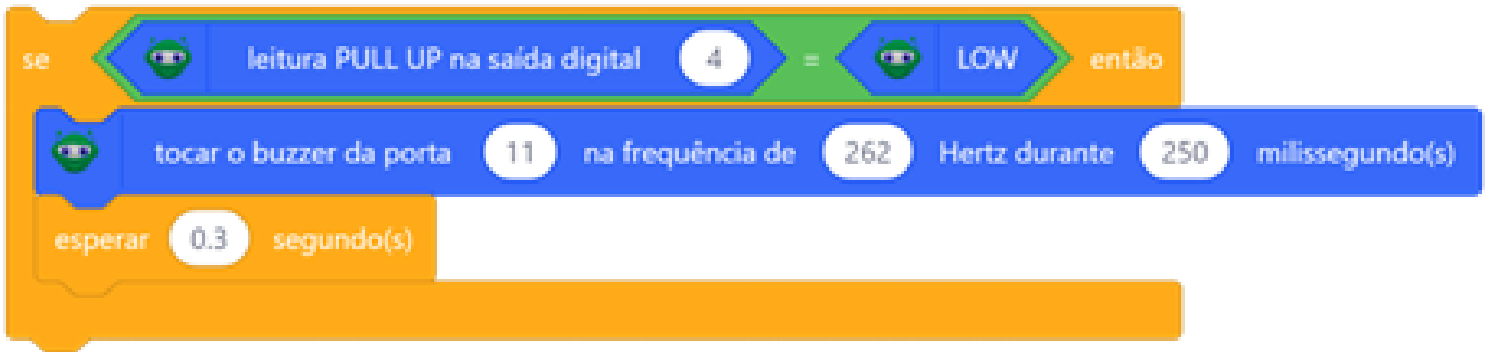 se leitura PULL UP na saída digital 4 = LOW então
tocar o buzzer da porta 11 na frequência de 262 Hertz durante 250 milissegundo(s)
esperar 0.3 segundo(s)